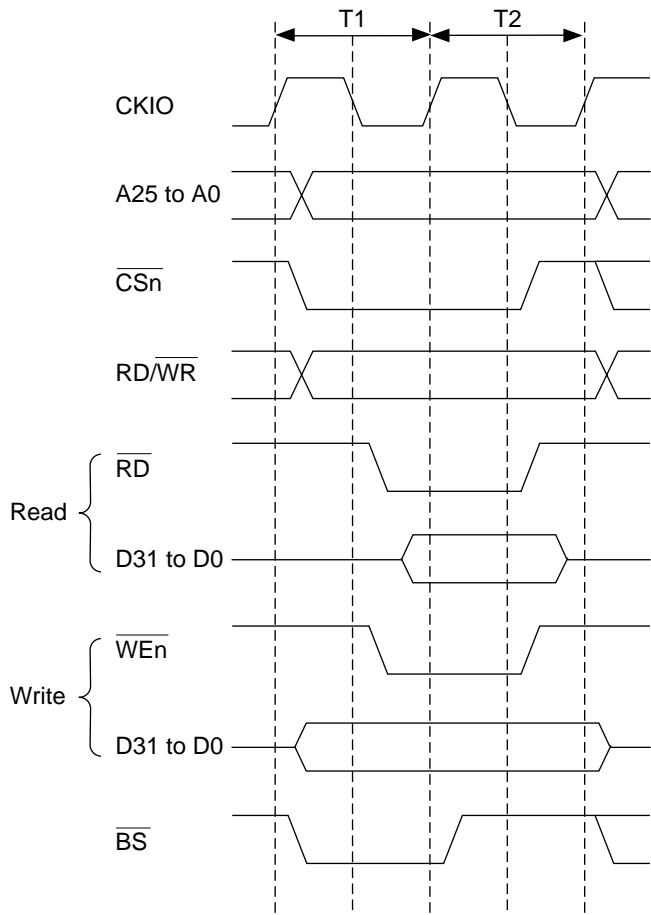 T1 T2
CKIO
A25 to A0
CSn
RD/WR
RD
Read
D31 to D0
WEn
Write
D31 to D0
BS